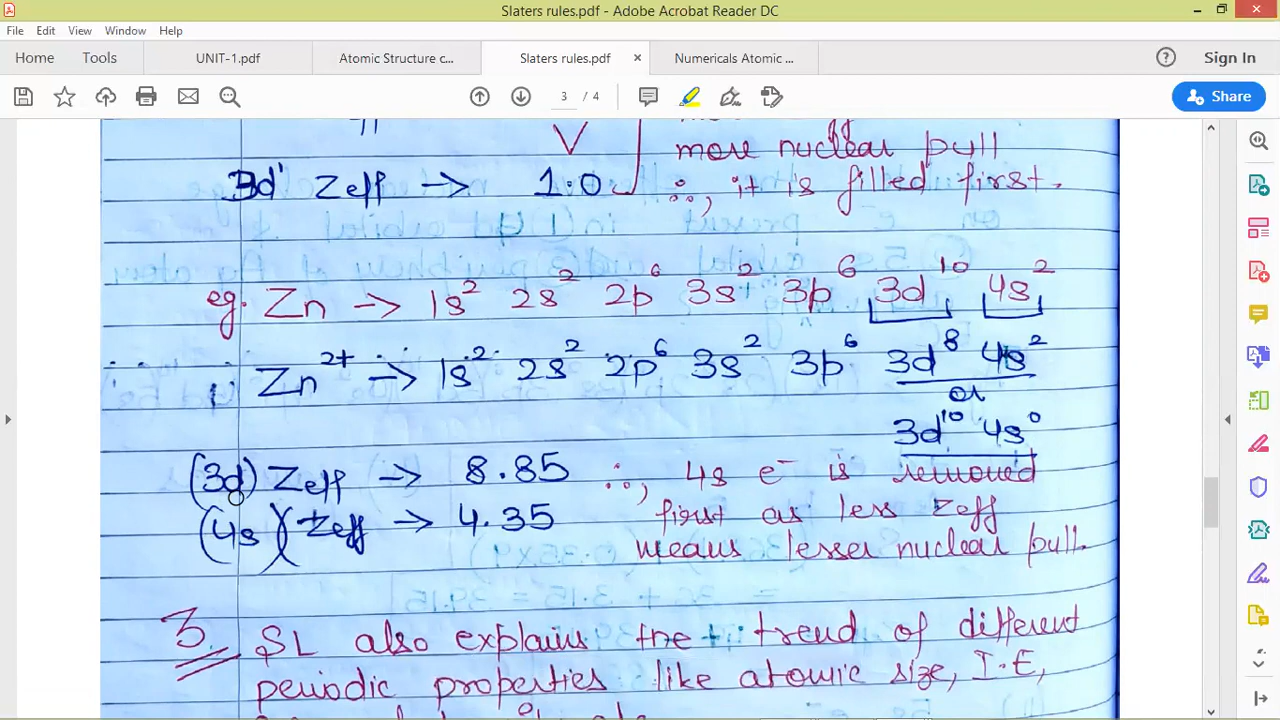 Slaters rules.pdf - Adobe Acrobat Reader DC
File Edit View Window Help
Home Tools UNIT-1.pdf Atomic Structure c... Slaters rules.pdf × Numericals Atomic ... Sign In
3 / 4 Share
more nuclear pull
3d¹ Zeff → 1.0 ∴, it is filled first.
eg. Zn → 1s² 2s² 2p⁶ 3s² 3p⁶ 3d¹⁰ 4s²
Zn²⁺ → 1s² 2s² 2p⁶ 3s² 3p⁶ 3d⁸ 4s²
or
3d¹⁰ 4s⁰
(3d) Zeff → 8.85 ∴, 4s e⁻ is removed
(4s) Zeff → 4.35 first as less Zeff
means lesser nuclear pull.
3. SL also explains the trend of different
periodic properties like atomic size, I.E,